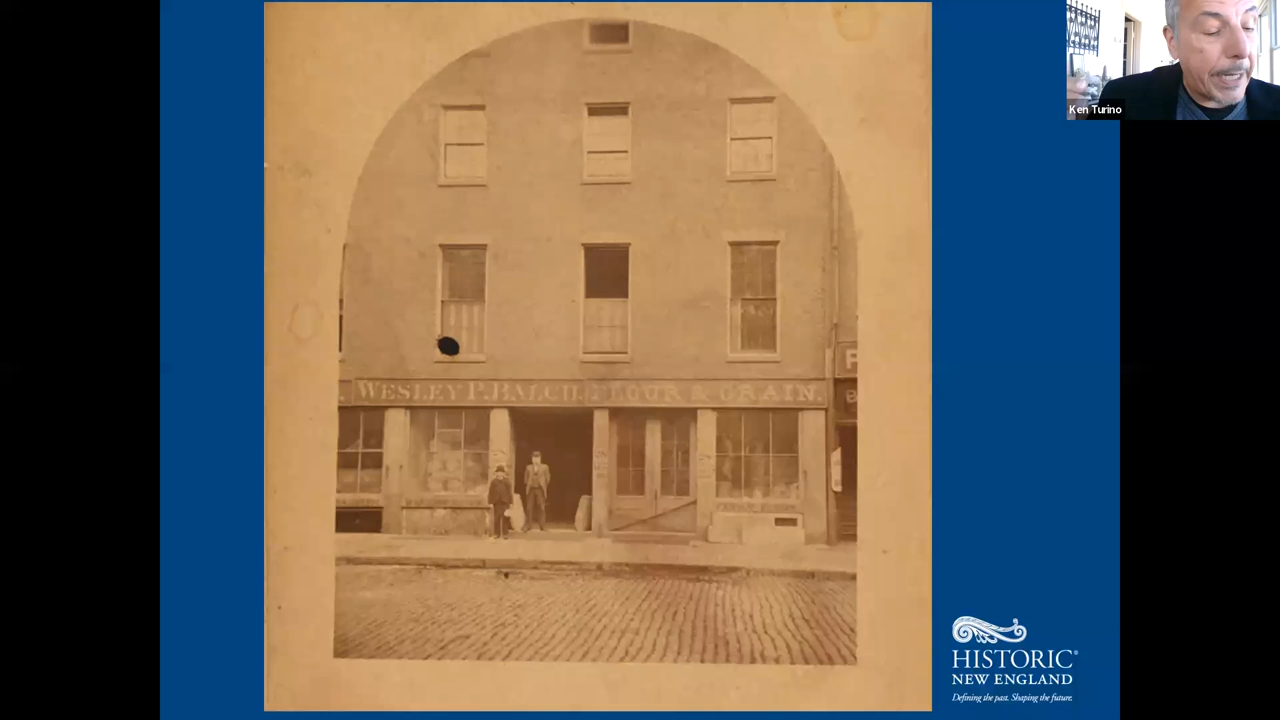 Ken Turino
WESLEY P. BALCH. FLOUR & GRAIN.
F
HISTORIC®
NEW ENGLAND
Defining the past. Shaping the future.